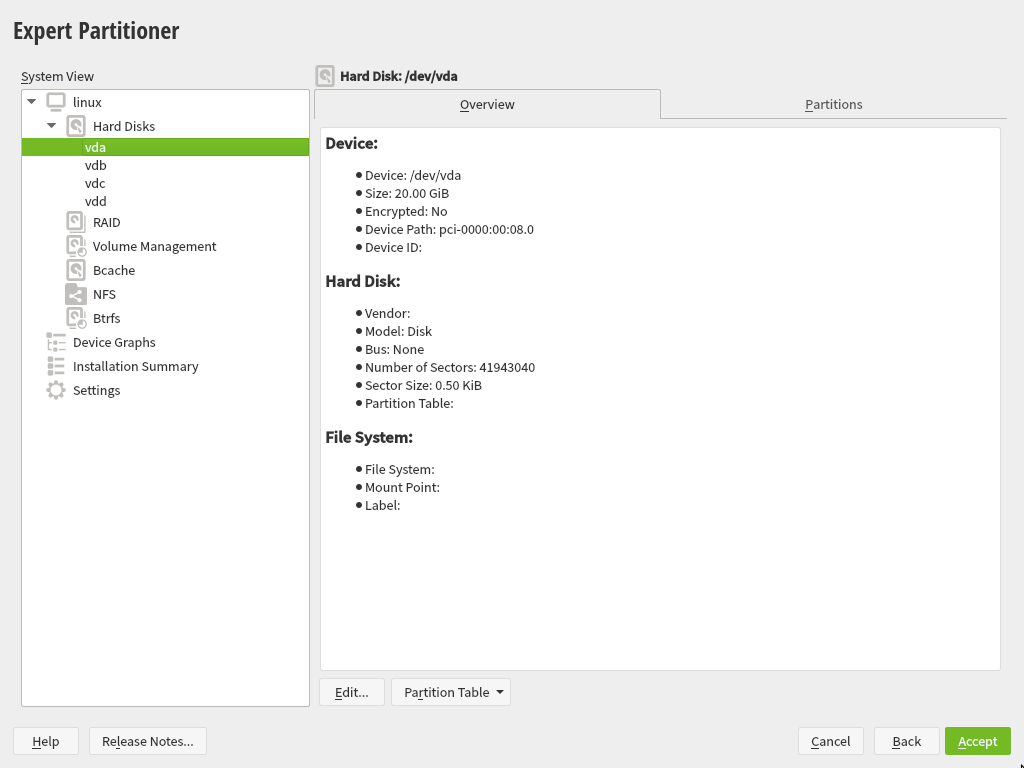 Expert Partitioner
System View
linux
Hard Disks
vda
vdb
vdc
vdd
RAID
Volume Management
Bcache
NFS
Btrfs
Device Graphs
Installation Summary
Settings
Hard Disk: /dev/vda
Overview
Partitions
Device:
Device: /dev/vda
Size: 20.00 GiB
Encrypted: No
Device Path: pci-0000:00:08.0
Device ID:
Hard Disk:
Vendor:
Model: Disk
Bus: None
Number of Sectors: 41943040
Sector Size: 0.50 KiB
Partition Table:
File System:
File System:
Mount Point:
Label:
Edit...
Partition Table
Help
Release Notes...
Cancel
Back
Accept